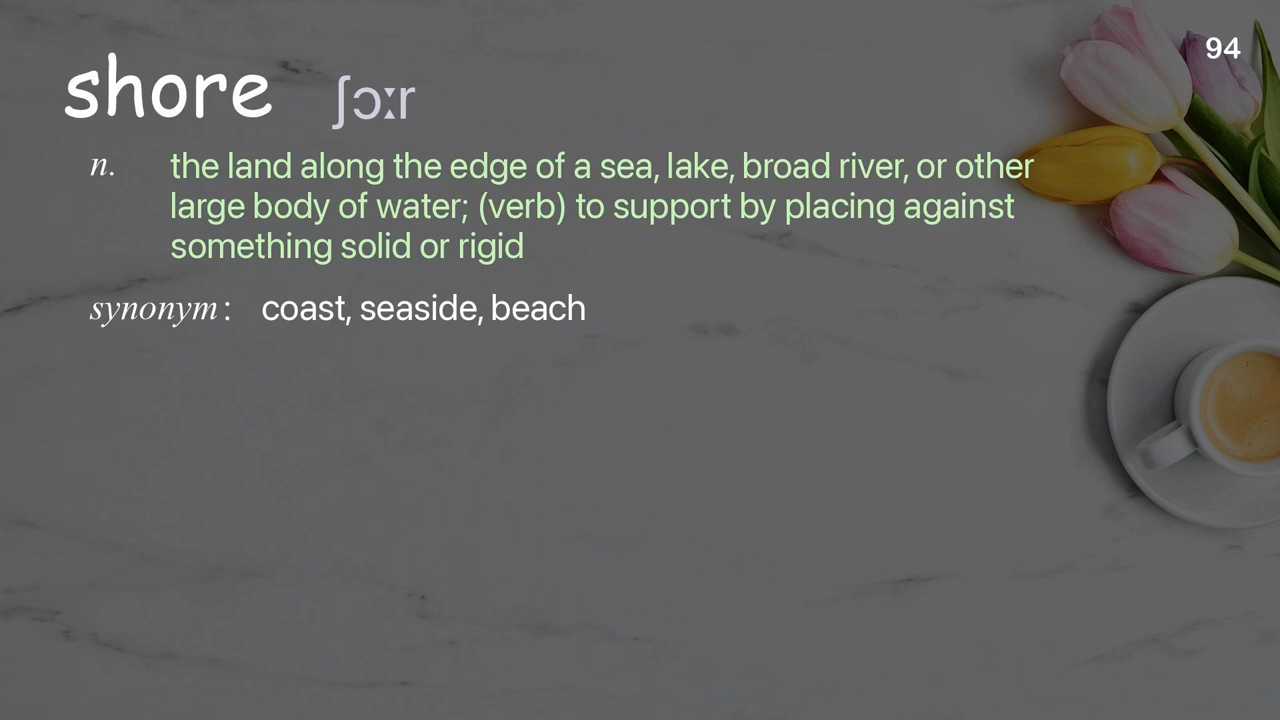 94
shore ʃɔːr
n. the land along the edge of a sea, lake, broad river, or other
large body of water; (verb) to support by placing against
something solid or rigid
synonym: coast, seaside, beach